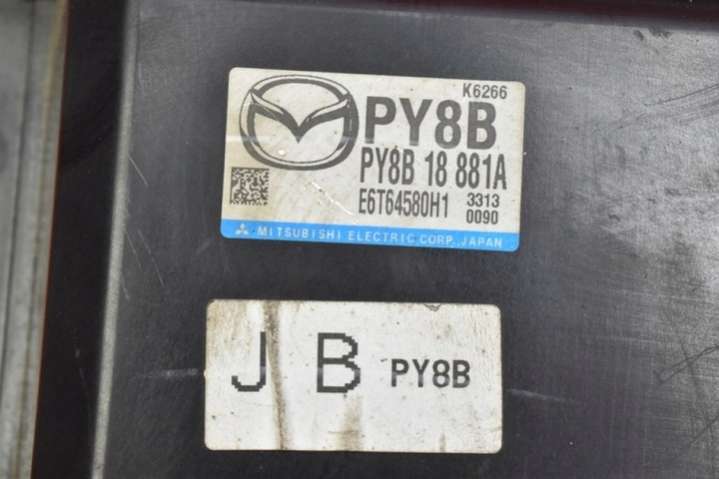 K6266
PY8B
PY8B 18 881A
E6T64580H1 3313
0090
MITSUBISHI ELECTRIC CORP. JAPAN
J B PY8B